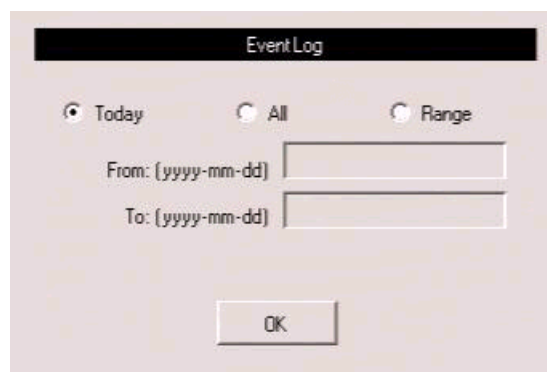 Event Log
Today All Range
From: (yyyy-mm-dd)
To: (yyyy-mm-dd)
OK